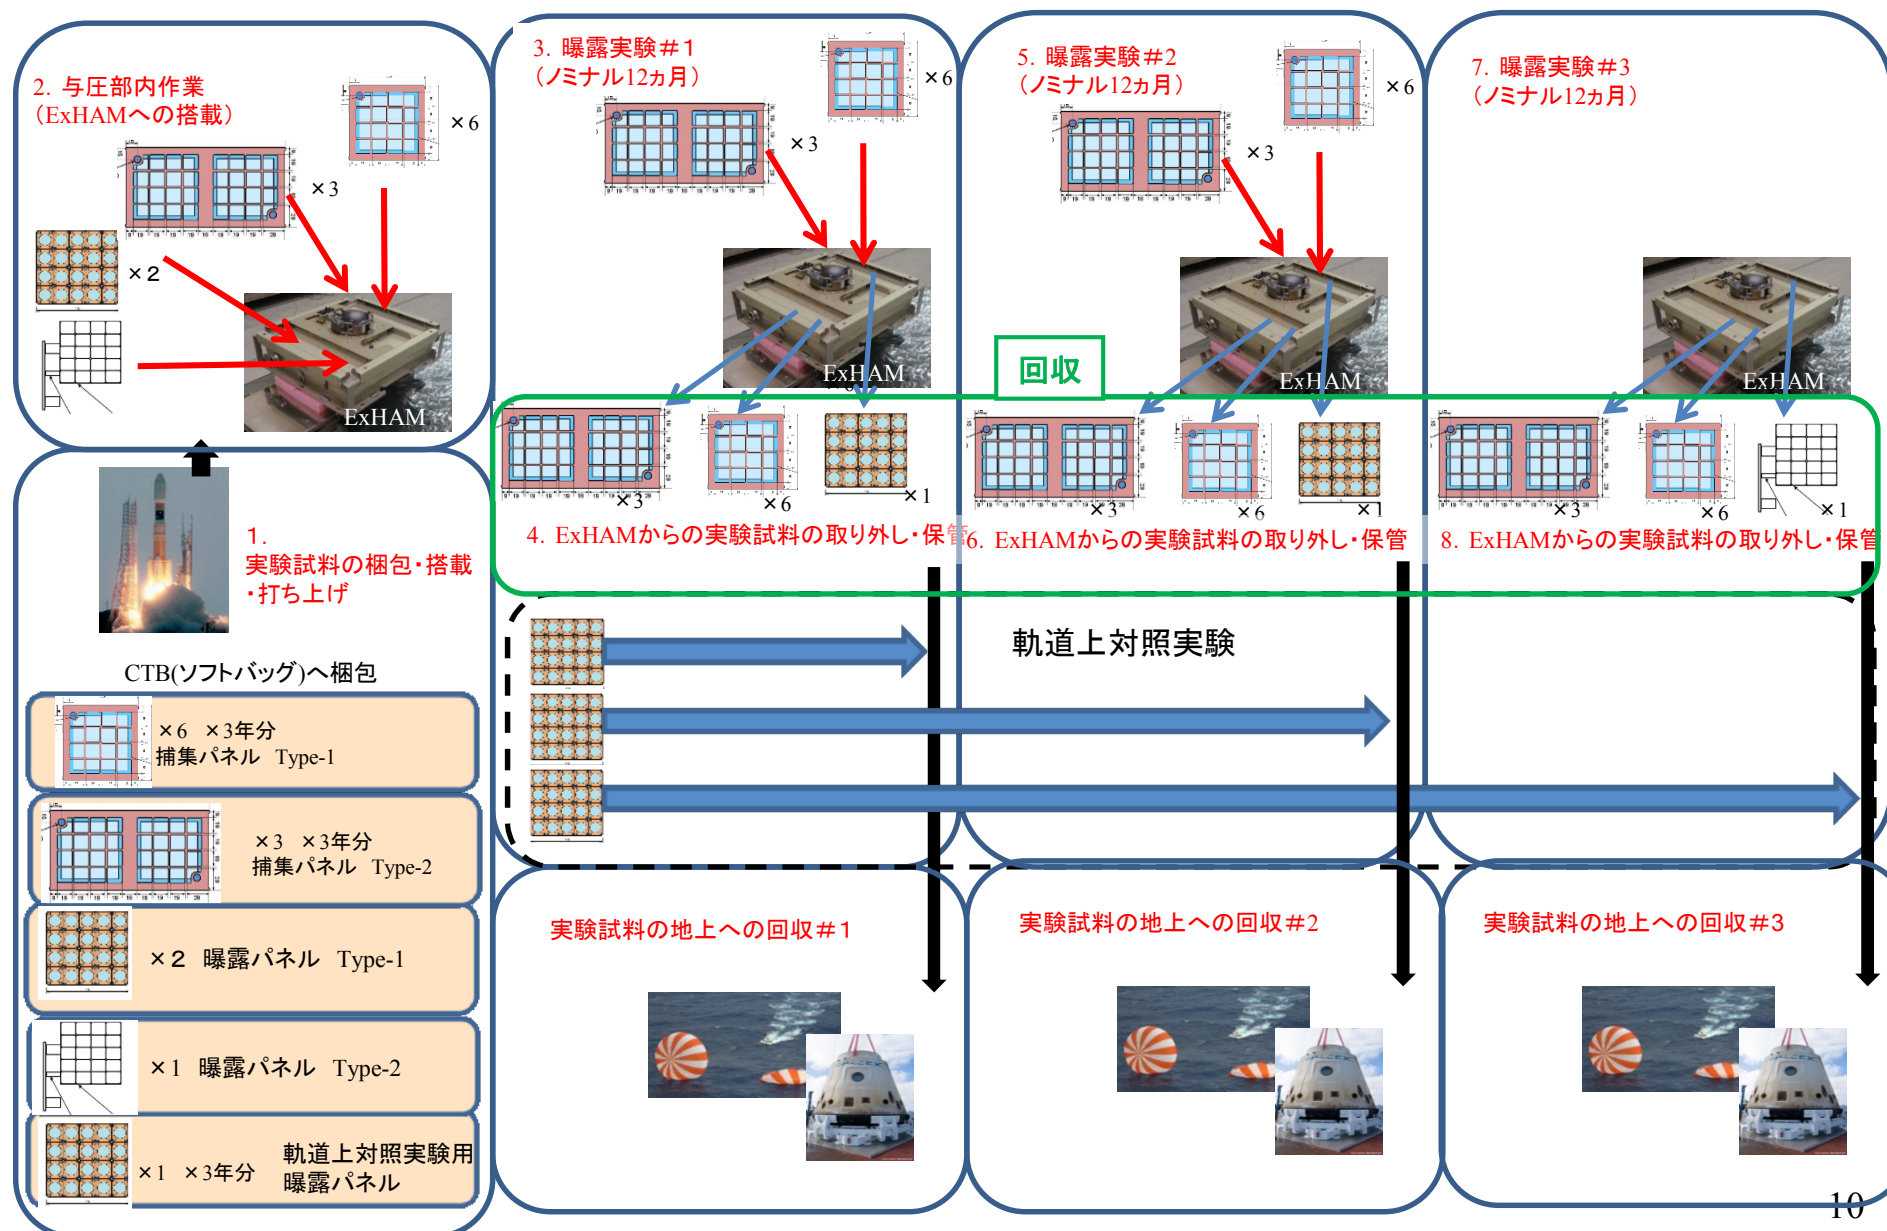 2. 与圧部内作業
(ExHAMへの搭載)
×6
×3
×2
ExHAM
3. 曝露実験＃1
(ノミナル12ヵ月)
×6
×3
ExHAM
5. 曝露実験#2
(ノミナル12ヵ月)
×6
×3
ExHAM
7. 曝露実験#3
(ノミナル12ヵ月)
ExHAM
回収
×3
×6
×1
4. ExHAMからの実験試料の取り外し・保管
×3
×6
×1
6. ExHAMからの実験試料の取り外し・保管
×3
×6
×1
8. ExHAMからの実験試料の取り外し・保管
1.
実験試料の梱包・搭載
・打ち上げ
CTB(ソフトバッグ)へ梱包
×6 ×3年分
捕集パネル Type-1
×3 ×3年分
捕集パネル Type-2
×2 曝露パネル Type-1
×1 曝露パネル Type-2
×1 ×3年分
軌道上対照実験用
曝露パネル
軌道上対照実験
実験試料の地上への回収＃1
実験試料の地上への回収#2
実験試料の地上への回収#3
10